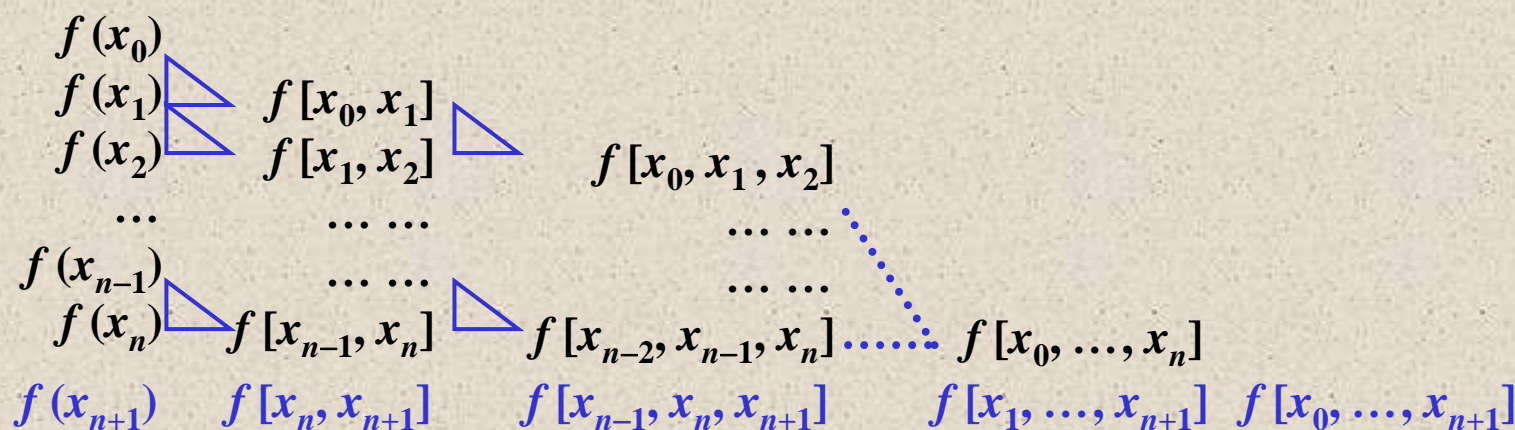 f (x₀)
f (x₁) f [x₀, x₁]
f (x₂) f [x₁, x₂] f [x₀, x₁ , x₂]
… … … … …
f (xₙ₋₁) … … … …
f (xₙ) f [xₙ₋₁, xₙ] f [xₙ₋₂, xₙ₋₁, xₙ] f [x₀, …, xₙ]
f (xₙ₊₁) f [xₙ, xₙ₊₁] f [xₙ₋₁, xₙ, xₙ₊₁] f [x₁, …, xₙ₊₁] f [x₀, …, xₙ₊₁]